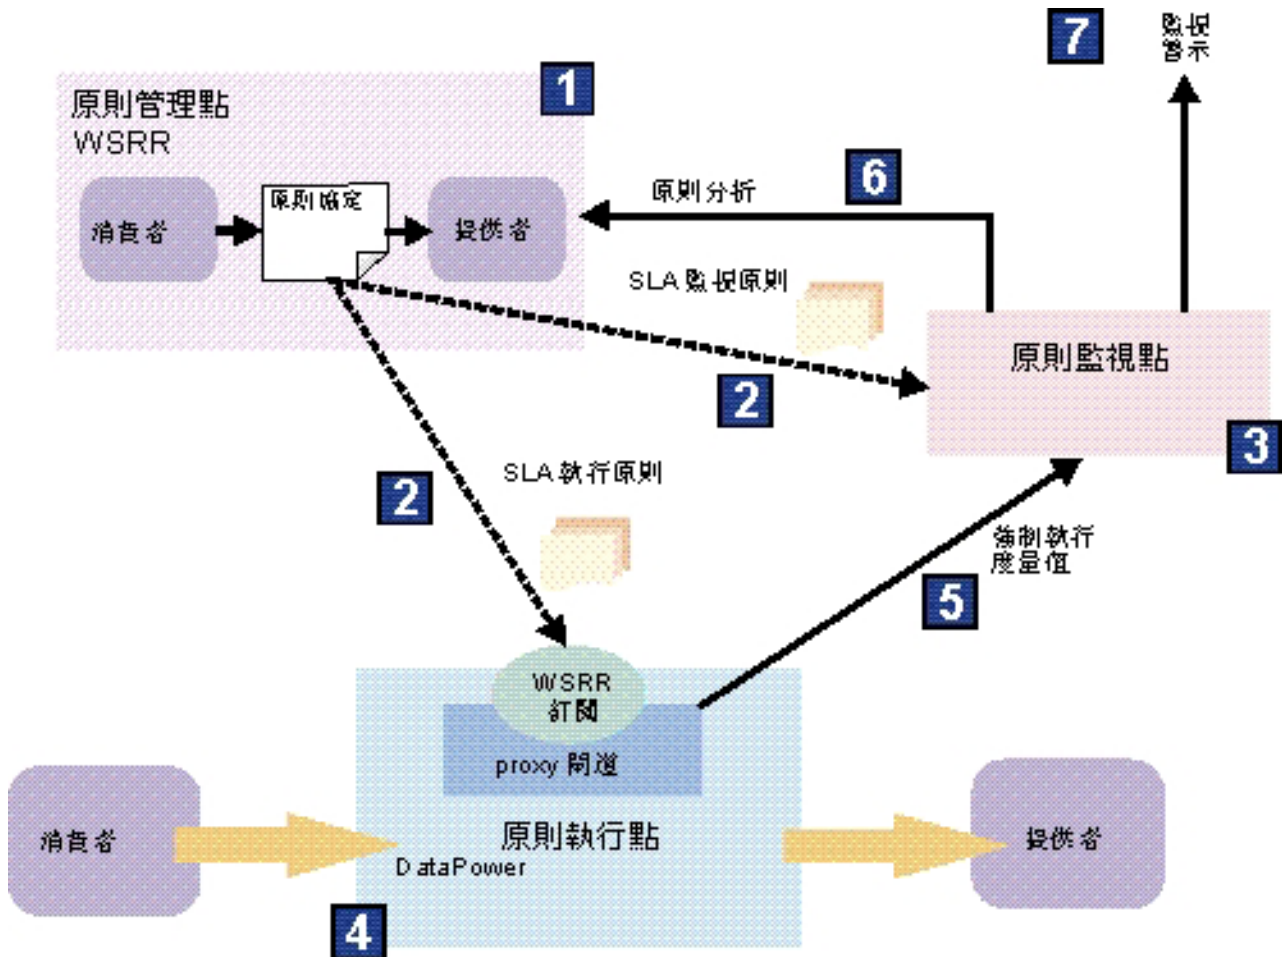 7
監視
警示
1
原則管理點
WSRR
消費者
原則協定
提供者
原則分析
6
SLA 監視原則
2
原則監視點
3
2
SLA 執行原則
強制執行
度量值
5
WSRR
訂閱
proxy 閘道
消費者
原則執行點
DataPower
提供者
4